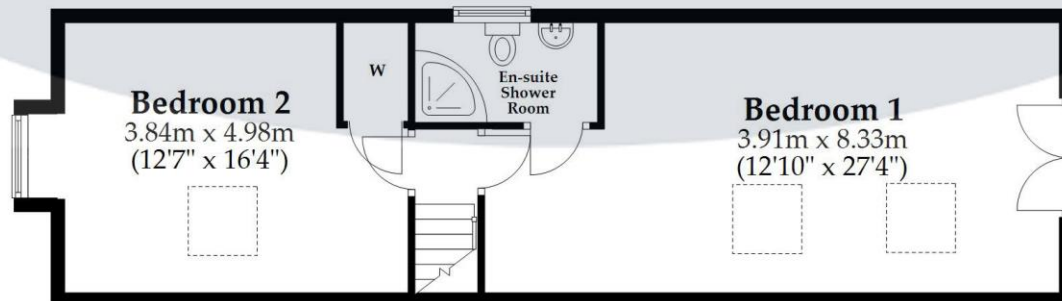 Bedroom 2
3.84m x 4.98m
(12'7" x 16'4")
W
En-suite
Shower
Room
Bedroom 1
3.91m x 8.33m
(12'10" x 27'4")